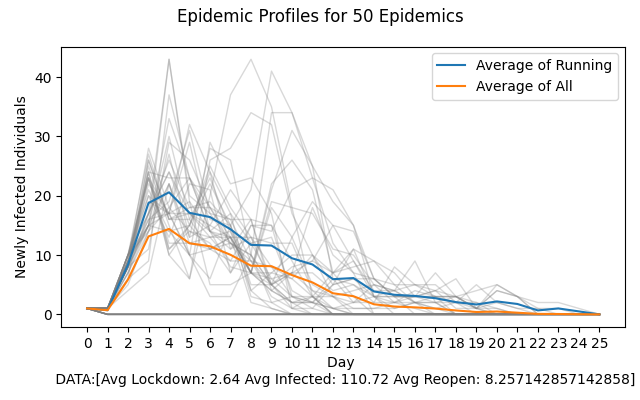 Epidemic Profiles for 50 Epidemics
Average of Running
Average of All
Newly Infected Individuals
40
30
20
10
0
0 1 2 3 4 5 6 7 8 9 10 11 12 13 14 15 16 17 18 19 20 21 22 23 24 25
Day
DATA:[Avg Lockdown: 2.64 Avg Infected: 110.72 Avg Reopen: 8.257142857142858]